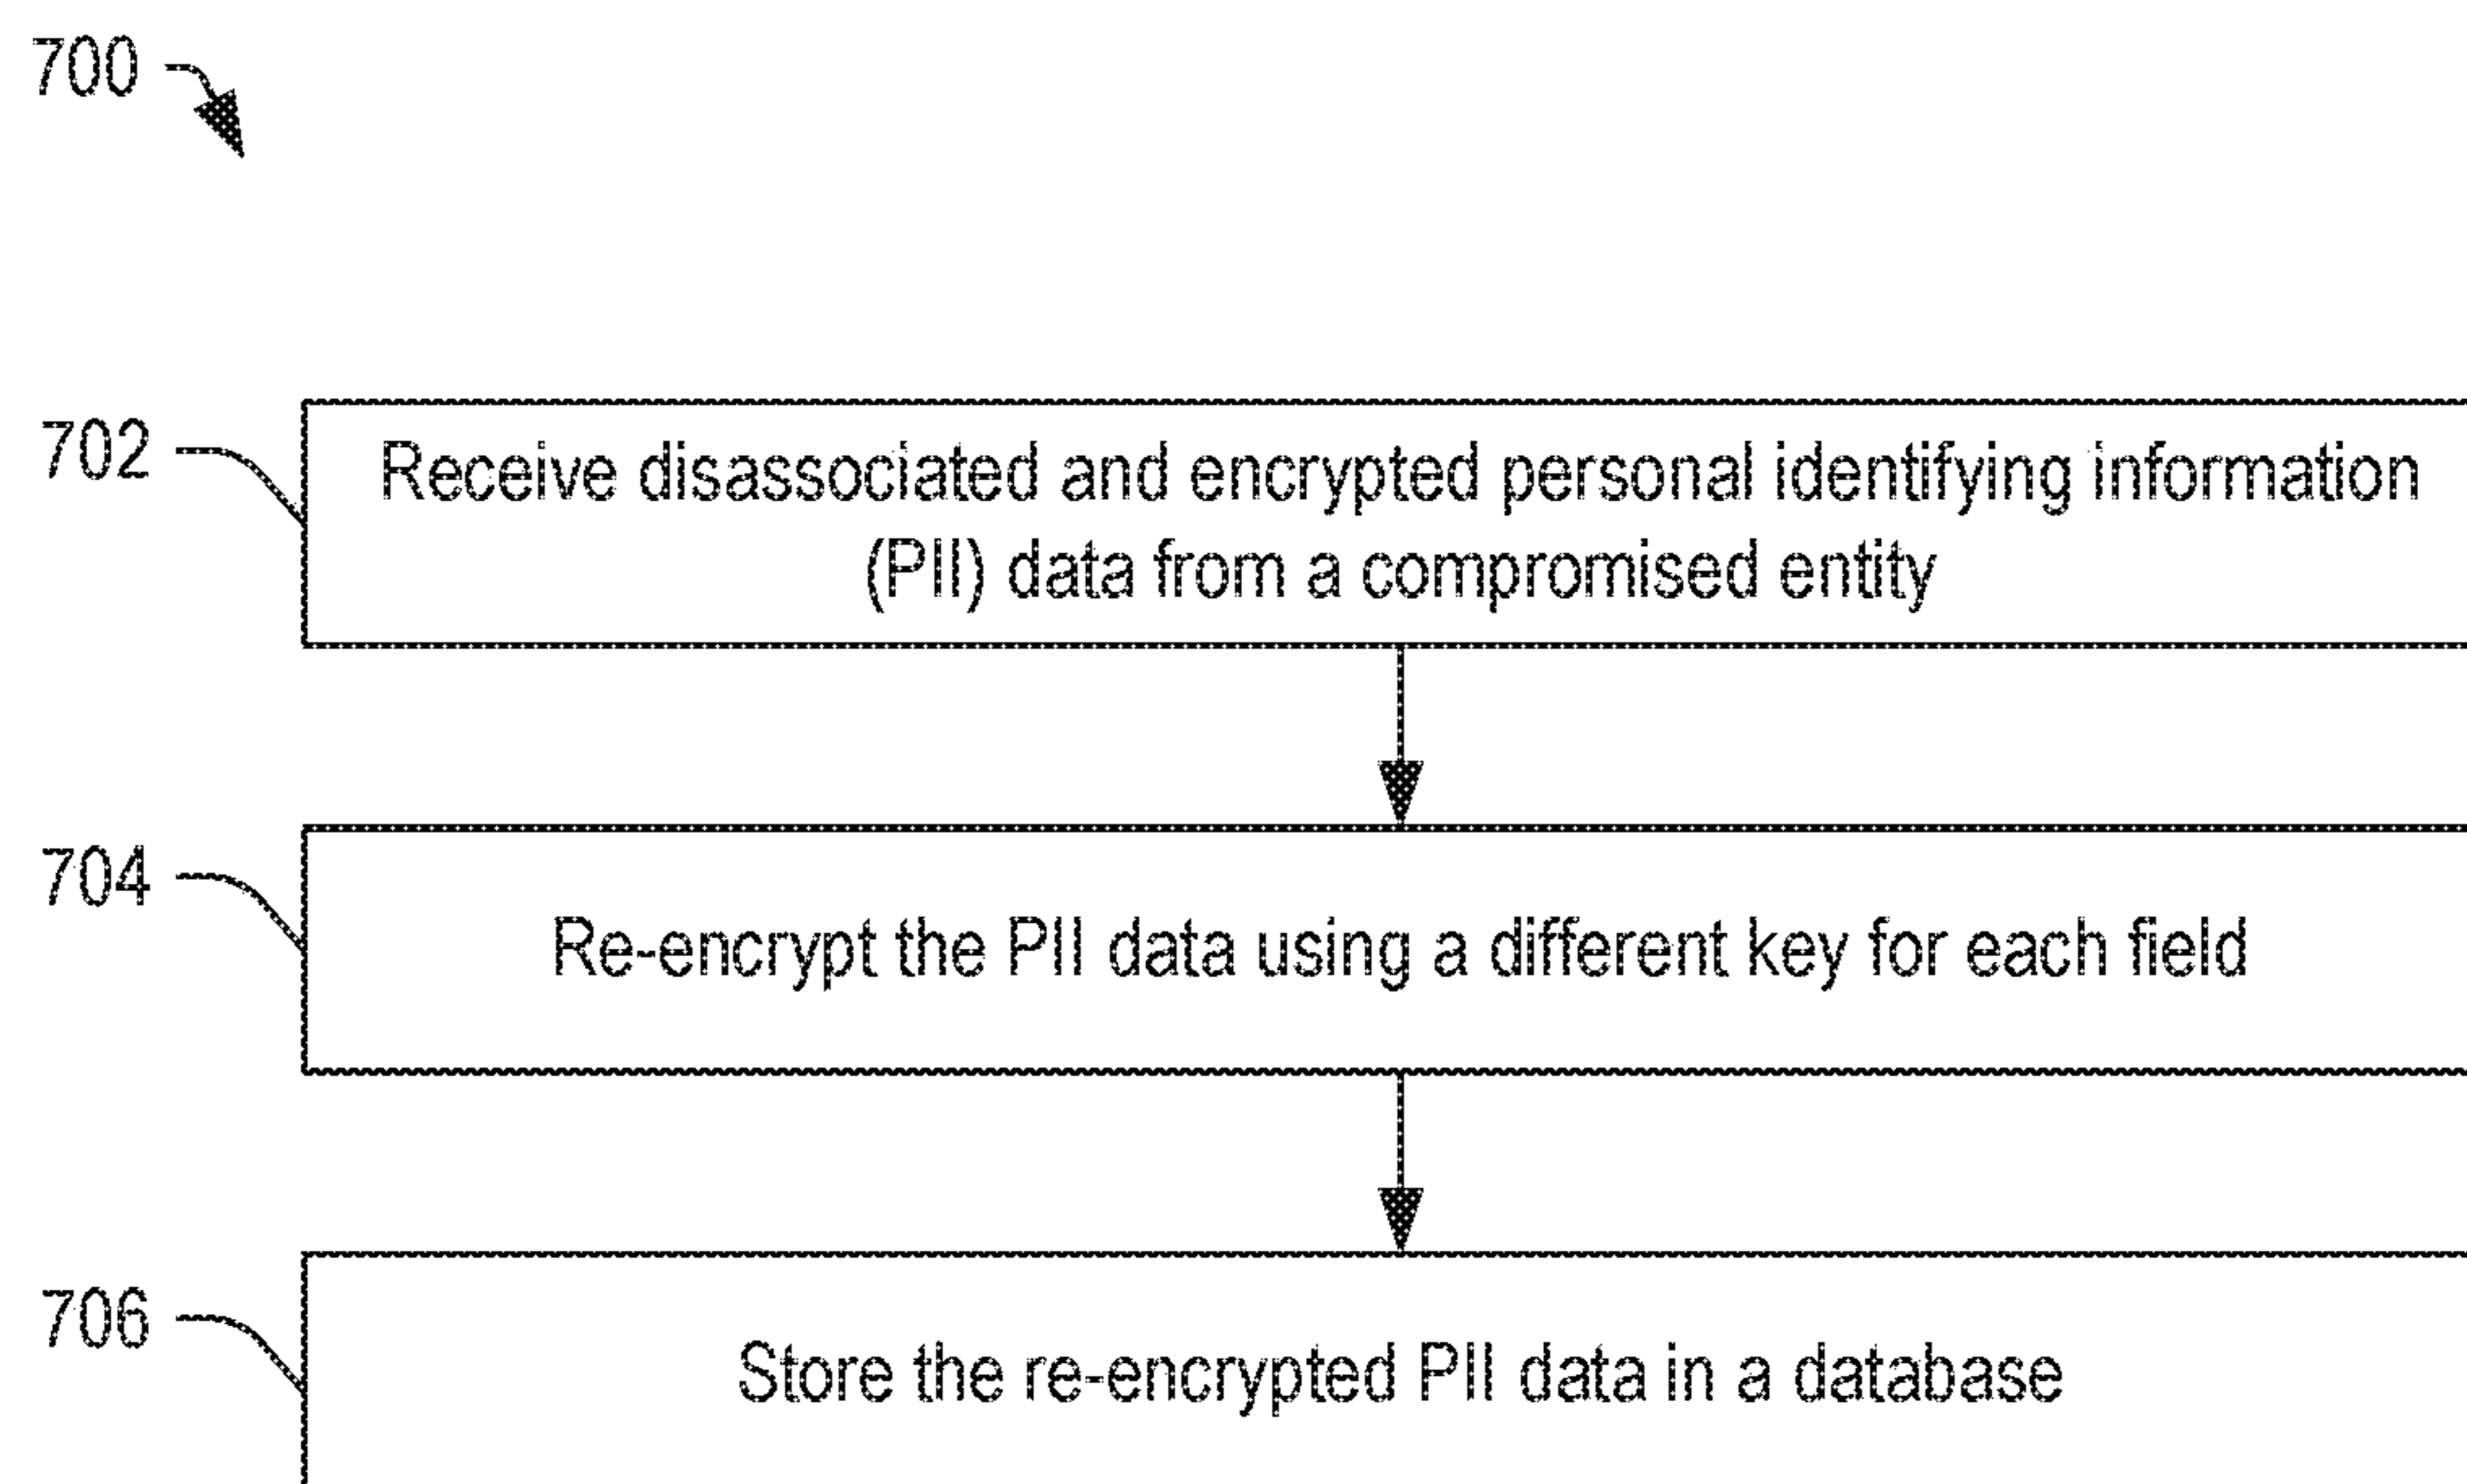 700
702
Receive disassociated and encrypted personal identifying information
(PII) data from a compromised entity
704
Re-encrypt the PII data using a different key for each field
706
Store the re-encrypted PII data in a database